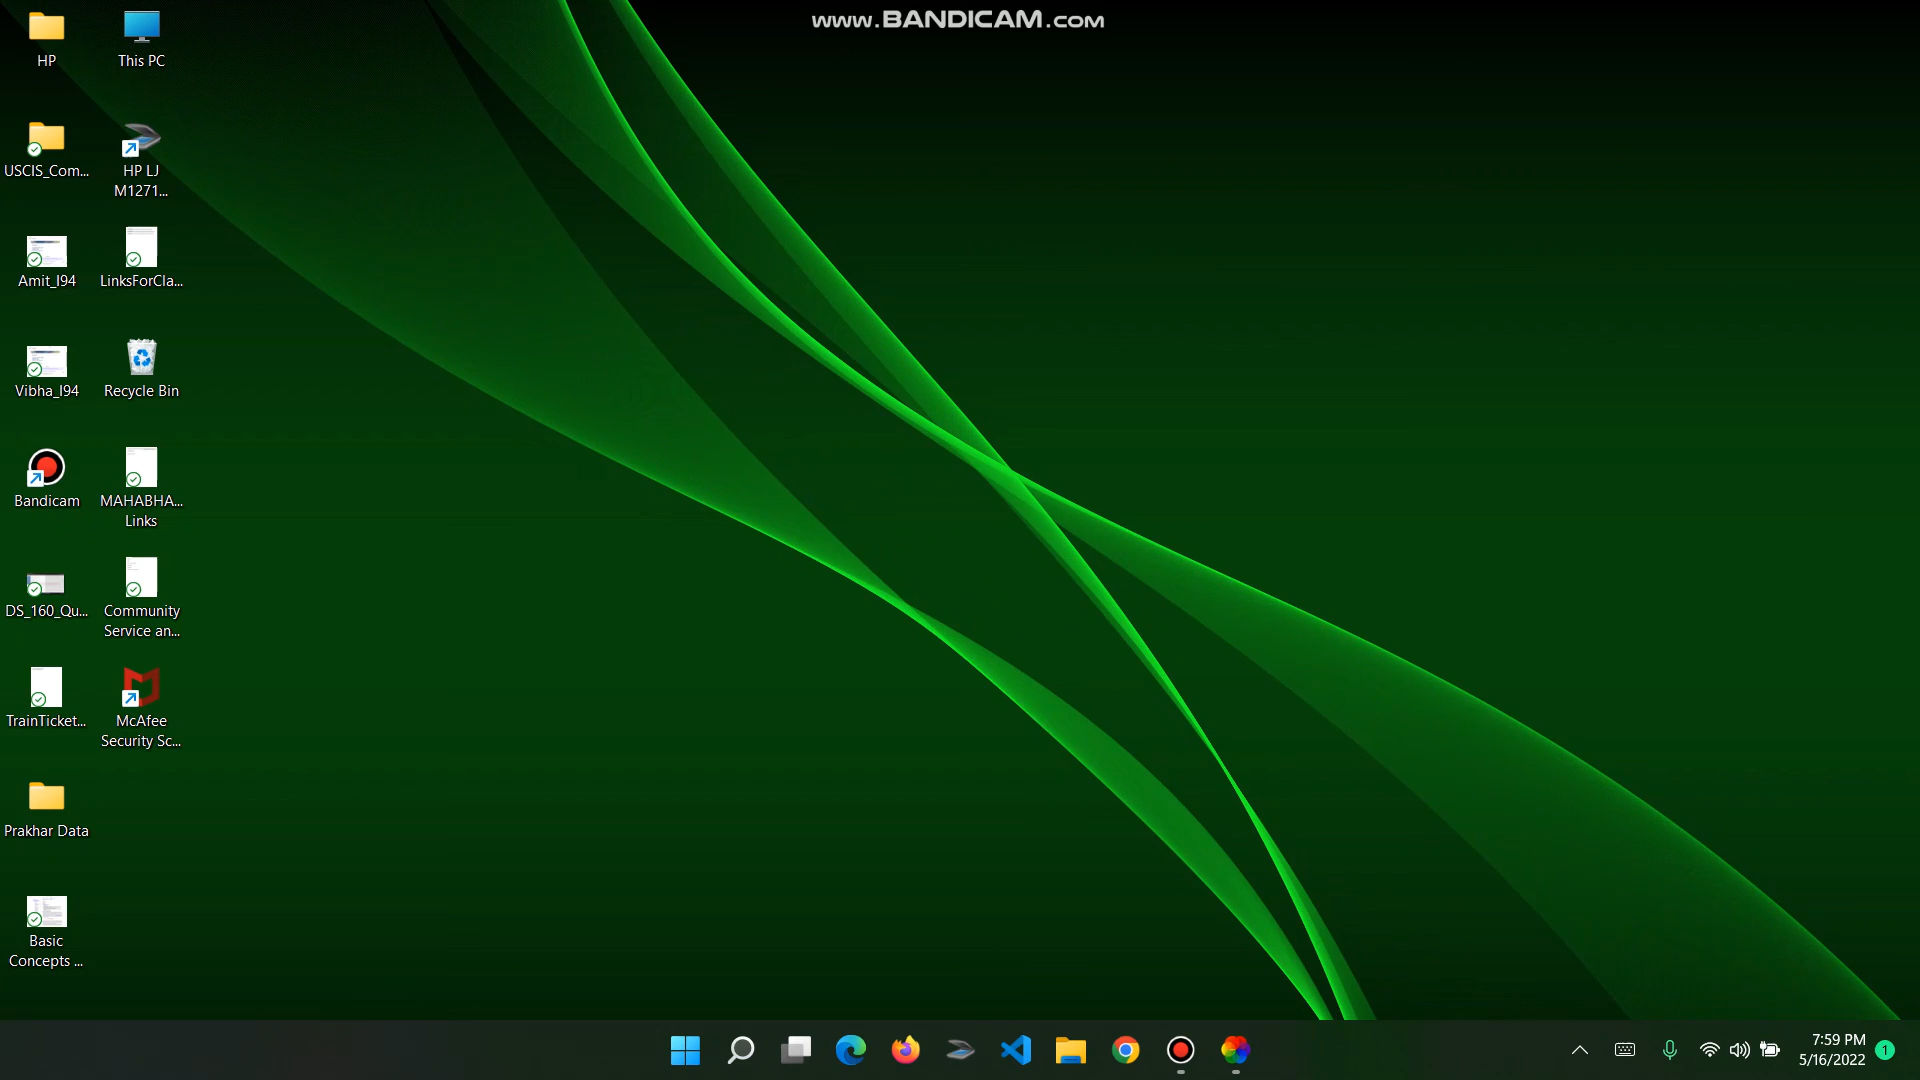 www.BANDICAM.com
HP
This PC
USCIS_Com...
HP LJ
M1271...
Amit_I94
LinksForCla...
Vibha_I94
Recycle Bin
Bandicam
MAHABHA...
Links
DS_160_Qu...
Community
Service an...
TrainTicket...
McAfee
Security Sc...
Prakhar Data
Basic
Concepts ...
7:59 PM
5/16/2022
1